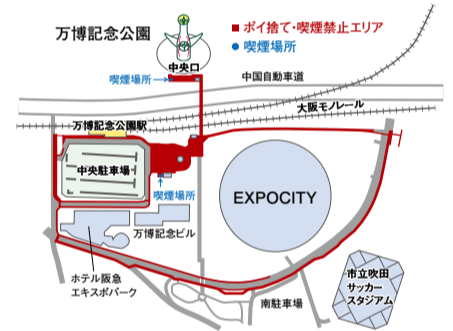 万博記念公園
■ポイ捨て・喫煙禁止エリア
●喫煙場所
中央口
喫煙場所
中国自動車道
大阪モノレール
万博記念公園駅
中央駐車場
喫煙場所
EXPOCITY
万博記念ビル
ホテル阪急
エキスポパーク
南駐車場
市立吹田
サッカー
スタジアム